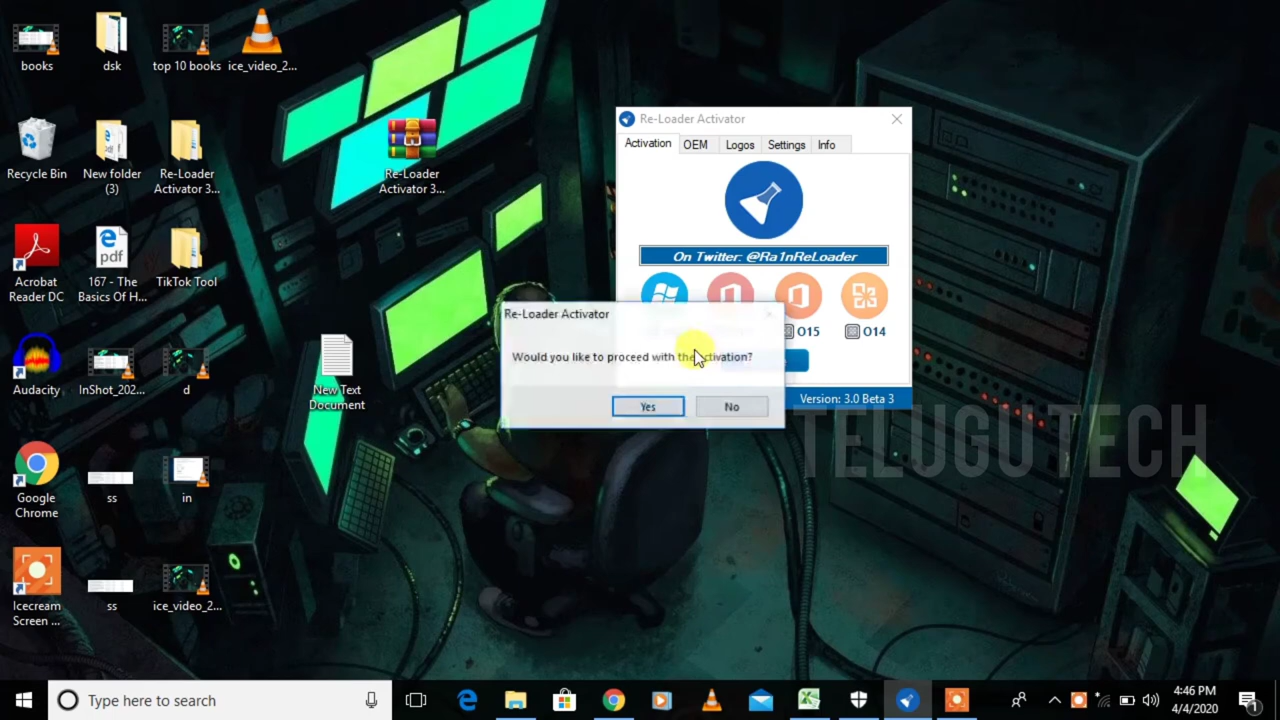 books
dsk
top 10 books
ice_video_2...
Recycle Bin
New folder
(3)
Re-Loader
Activator 3...
Re-Loader
Activator 3...
Acrobat
Reader DC
pdf
167 - The
Basics Of H...
TikTok Tool
Audacity
InShot_202...
d
New Text
Document
Google
Chrome
ss
in
Icecream
Screen ...
ss
ice_video_2...
Re-Loader Activator
Activation
OEM
Logos
Settings
Info
On Twitter: @Ra1nReLoader
O15
O14
Version: 3.0 Beta 3
Re-Loader Activator
Would you like to proceed with the activation?
Yes
No
TELUGU TECH
Type here to search
4:46 PM
4/4/2020
1